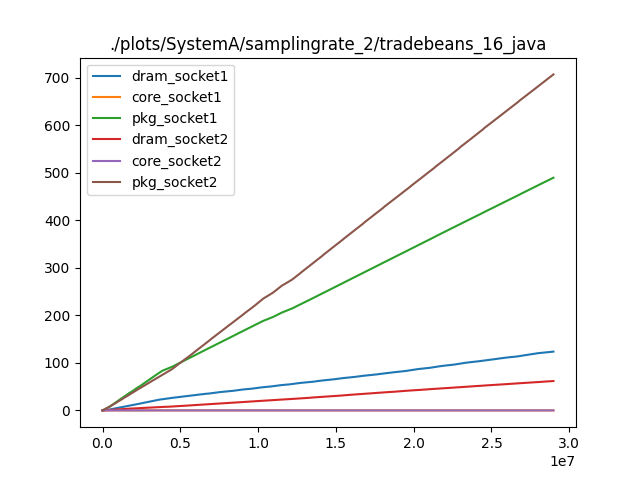 ./plots/SystemA/samplingrate_2/tradebeans_16_java
dram_socket1
core_socket1
pkg_socket1
dram_socket2
core_socket2
pkg_socket2
700
600
500
400
300
200
100
0
0.0 0.5 1.0 1.5 2.0 2.5 3.0
1e7